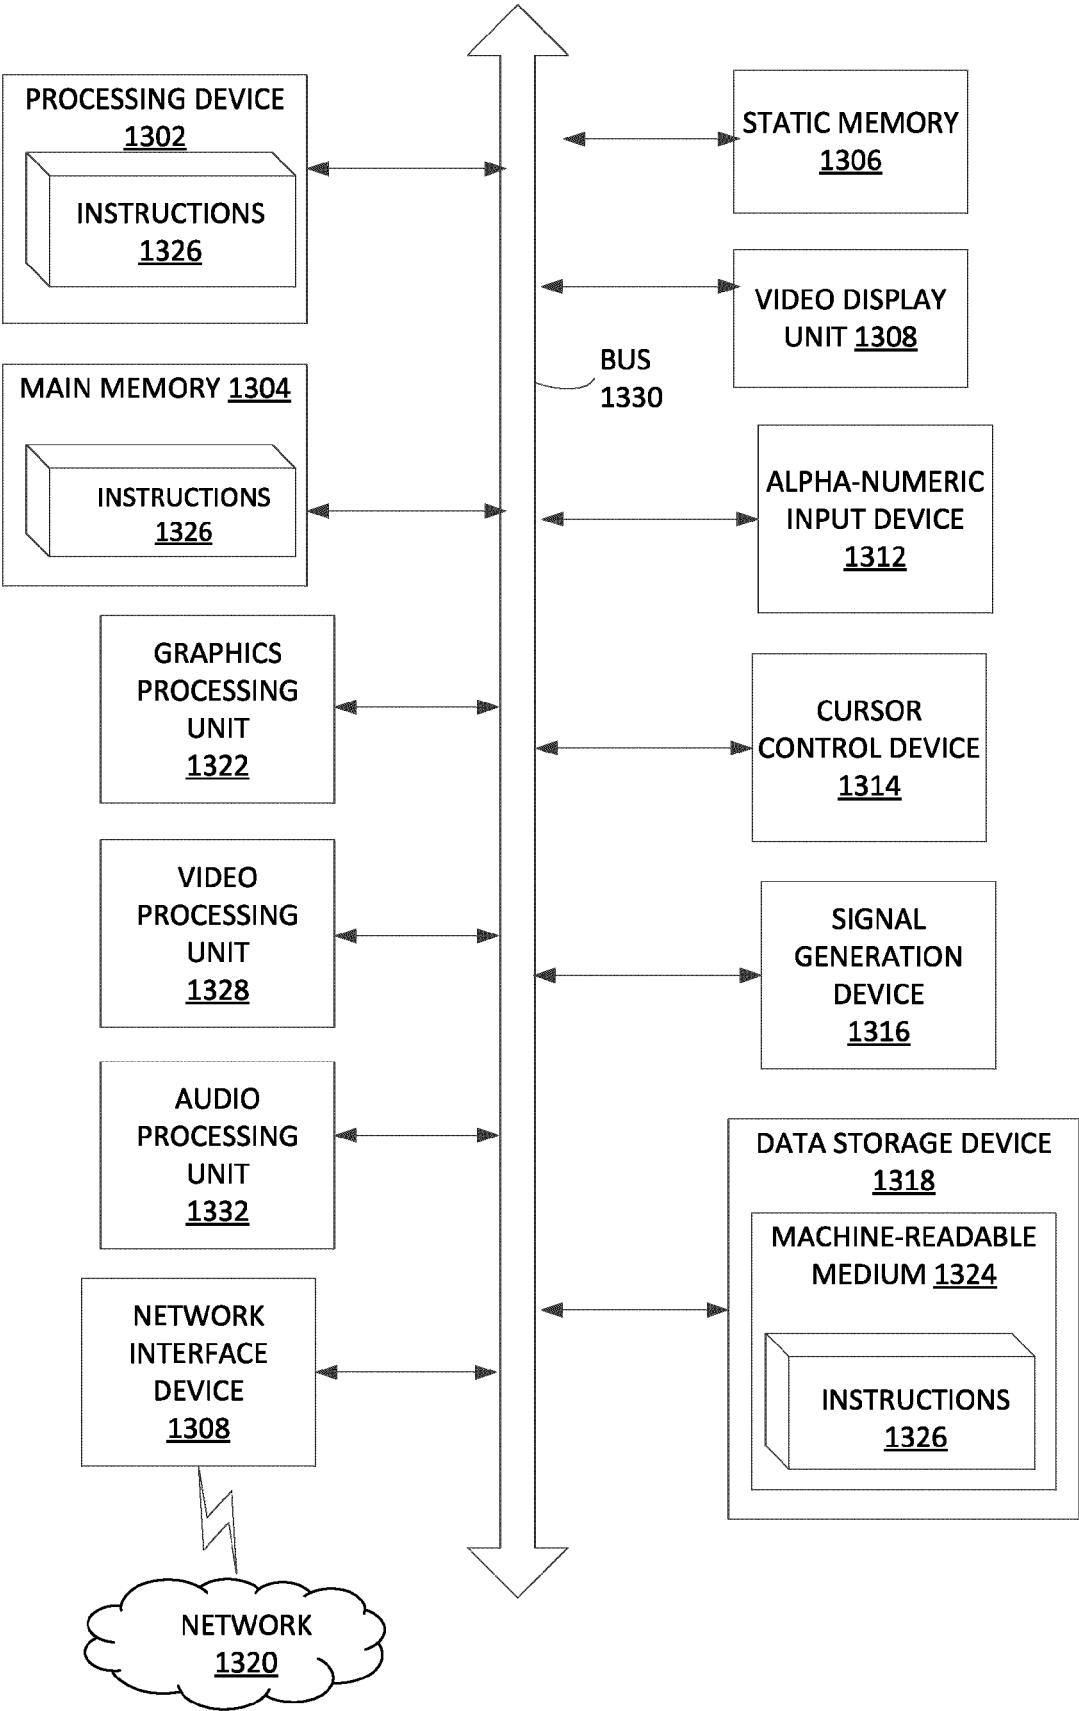 PROCESSING DEVICE
1302
INSTRUCTIONS
1326
MAIN MEMORY 1304
INSTRUCTIONS
1326
GRAPHICS
PROCESSING
UNIT
1322
VIDEO
PROCESSING
UNIT
1328
AUDIO
PROCESSING
UNIT
1332
NETWORK
INTERFACE
DEVICE
1308
NETWORK
1320
BUS
1330
STATIC MEMORY
1306
VIDEO DISPLAY
UNIT 1308
ALPHA-NUMERIC
INPUT DEVICE
1312
CURSOR
CONTROL DEVICE
1314
SIGNAL
GENERATION
DEVICE
1316
DATA STORAGE DEVICE
1318
MACHINE-READABLE
MEDIUM 1324
INSTRUCTIONS
1326